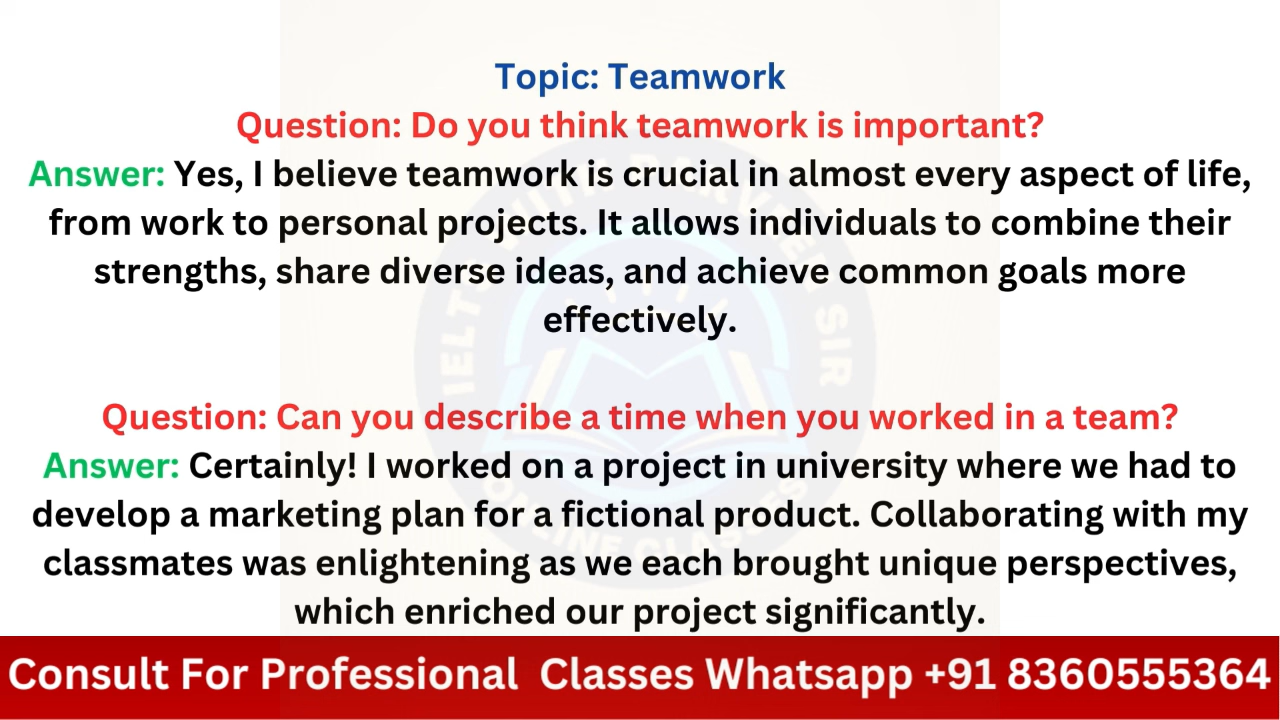 Topic: Teamwork
Question: Do you think teamwork is important?
Answer: Yes, I believe teamwork is crucial in almost every aspect of life,
from work to personal projects. It allows individuals to combine their
strengths, share diverse ideas, and achieve common goals more
effectively.
Question: Can you describe a time when you worked in a team?
Answer: Certainly! I worked on a project in university where we had to
develop a marketing plan for a fictional product. Collaborating with my
classmates was enlightening as we each brought unique perspectives,
which enriched our project significantly.
Consult For Professional Classes Whatsapp +91 8360555364